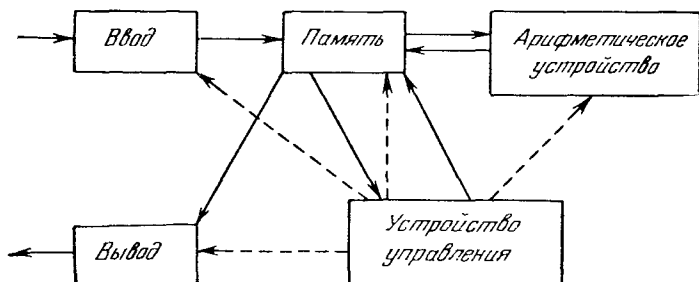 Ввод
Память
Арифметическое
устройство
Вывод
Устройство
управления